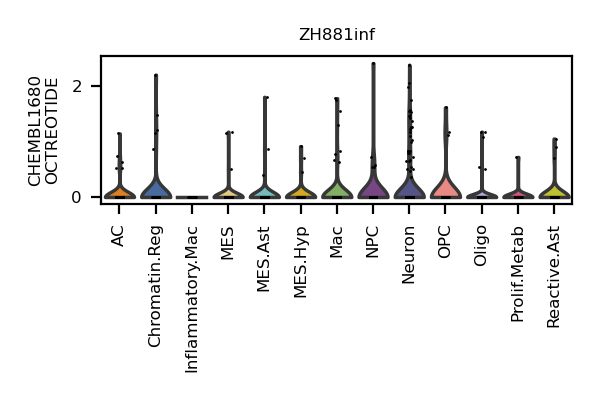 ZH881inf
CHEMBL1680
OCTREOTIDE
2
0
AC
Chromatin.Reg
Inflammatory.Mac
MES
MES.Ast
MES.Hyp
Mac
NPC
Neuron
OPC
Oligo
Prolif.Metab
Reactive.Ast